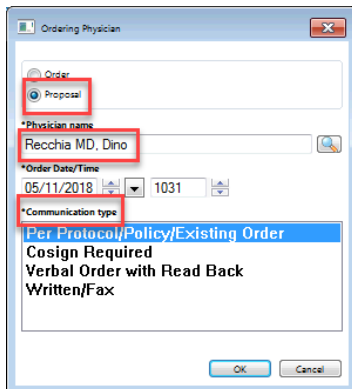 Ordering Physician
Order
Proposal
*Physician name
Recchia MD, Dino
*Order Date/Time
05/11/2018 1031
*Communication type
Per Protocol/Policy/Existing Order
Cosign Required
Verbal Order with Read Back
Written/Fax
OK Cancel